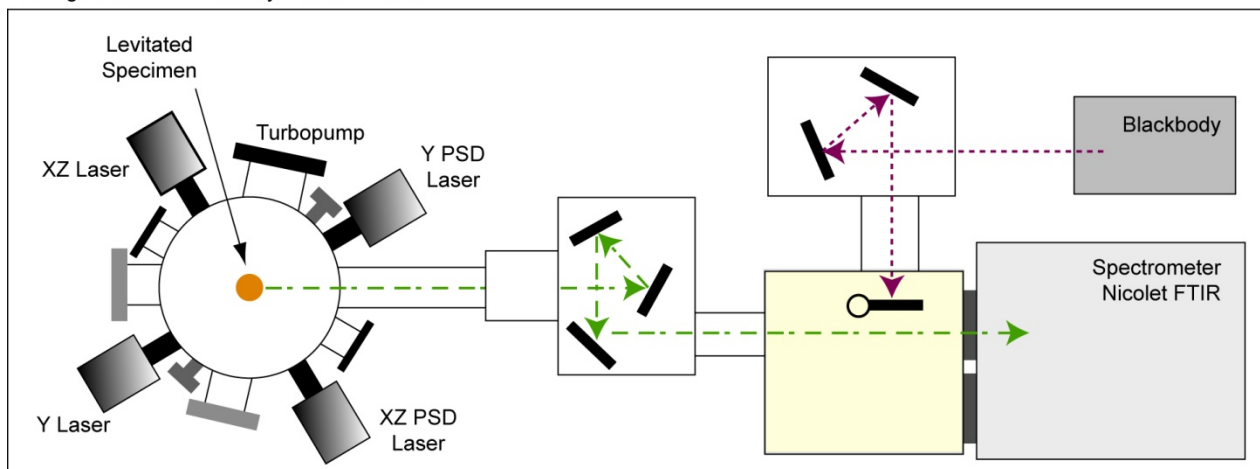 Levitated
Specimen
XZ Laser
Turbopump
Y PSD
Laser
Blackbody
Spectrometer
Nicolet FTIR
Y Laser
XZ PSD
Laser